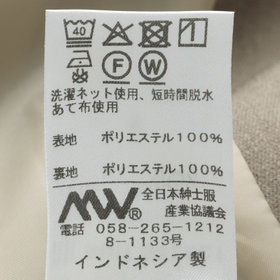 40
F W
洗濯ネット使用、短時間脱水
あて布使用
表地 ポリエステル100%
裏地 ポリエステル100%
MW® 全日本紳士服
産業協議会
電話 058-265-1212
8-1133号
インドネシア製